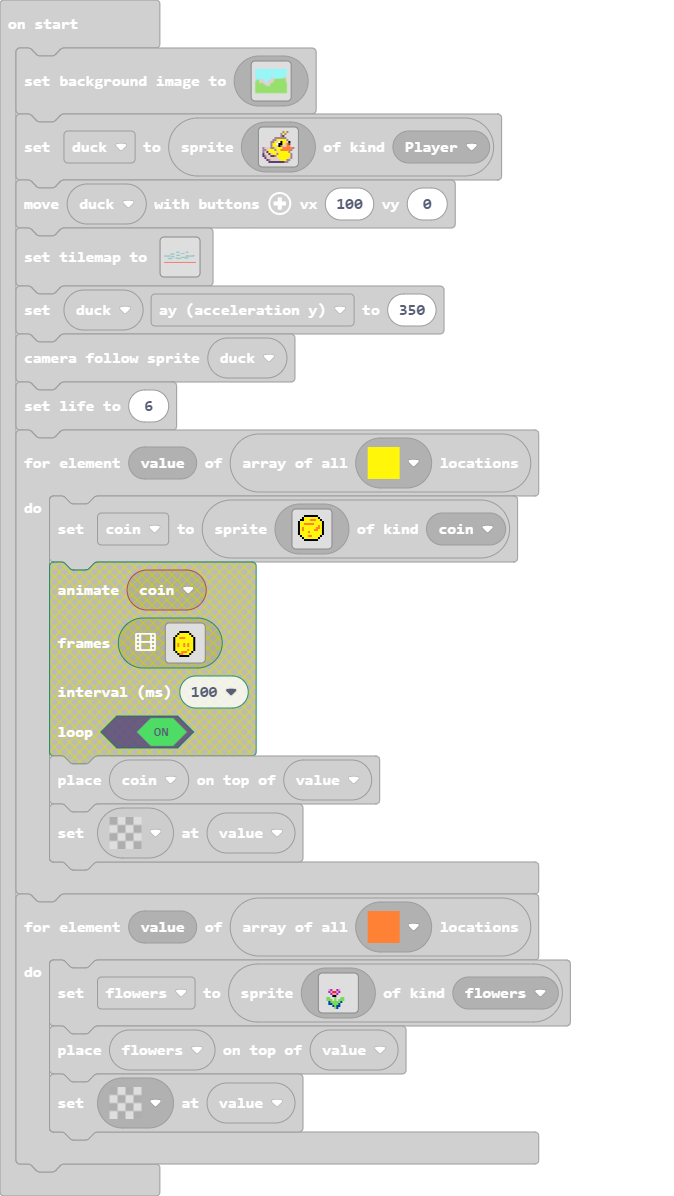 on start
set background image to
set duck to sprite of kind Player
move duck with buttons vx 100 vy 0
set tilemap to
set duck ay (acceleration y) to 350
camera follow sprite duck
set life to 6
for element value of array of all locations
do
set coin to sprite of kind coin
animate coin
frames
interval (ms) 100
loop ON
place coin on top of value
set at value
for element value of array of all locations
do
set flowers to sprite of kind flowers
place flowers on top of value
set at value